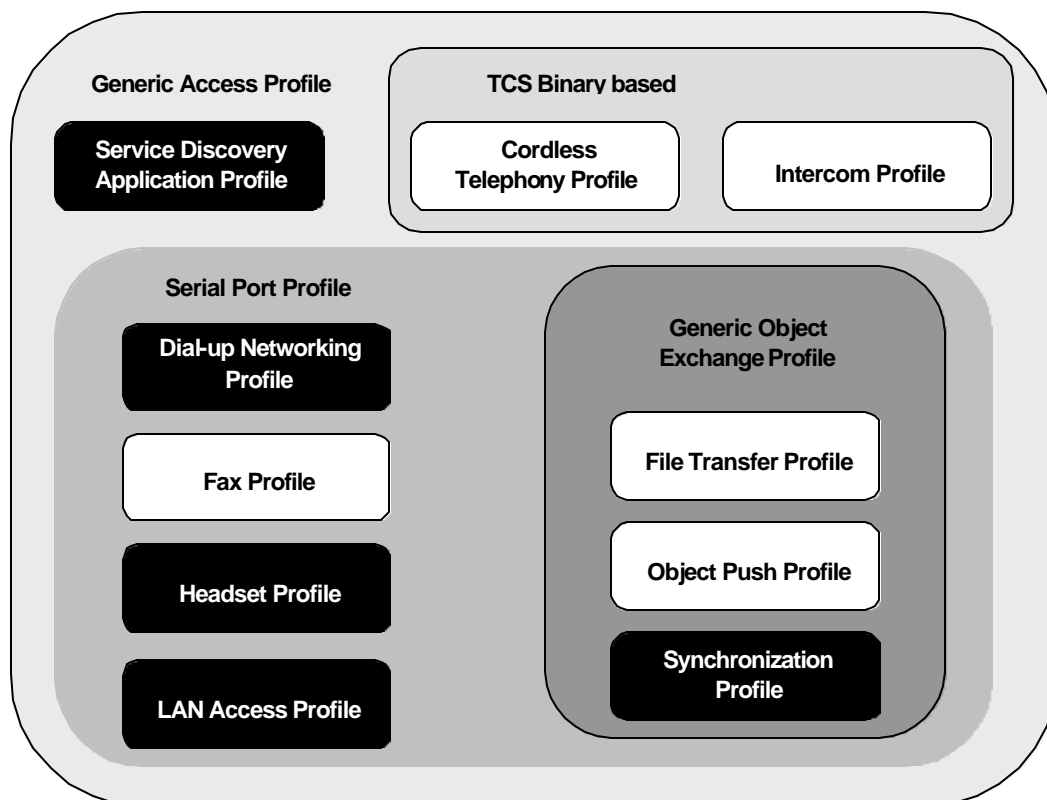 Generic Access Profile
TCS Binary based
Service Discovery
Application Profile
Cordless
Telephony Profile
Intercom Profile
Serial Port Profile
Dial-up Networking
Profile
Fax Profile
Headset Profile
LAN Access Profile
Generic Object
Exchange Profile
File Transfer Profile
Object Push Profile
Synchronization
Profile